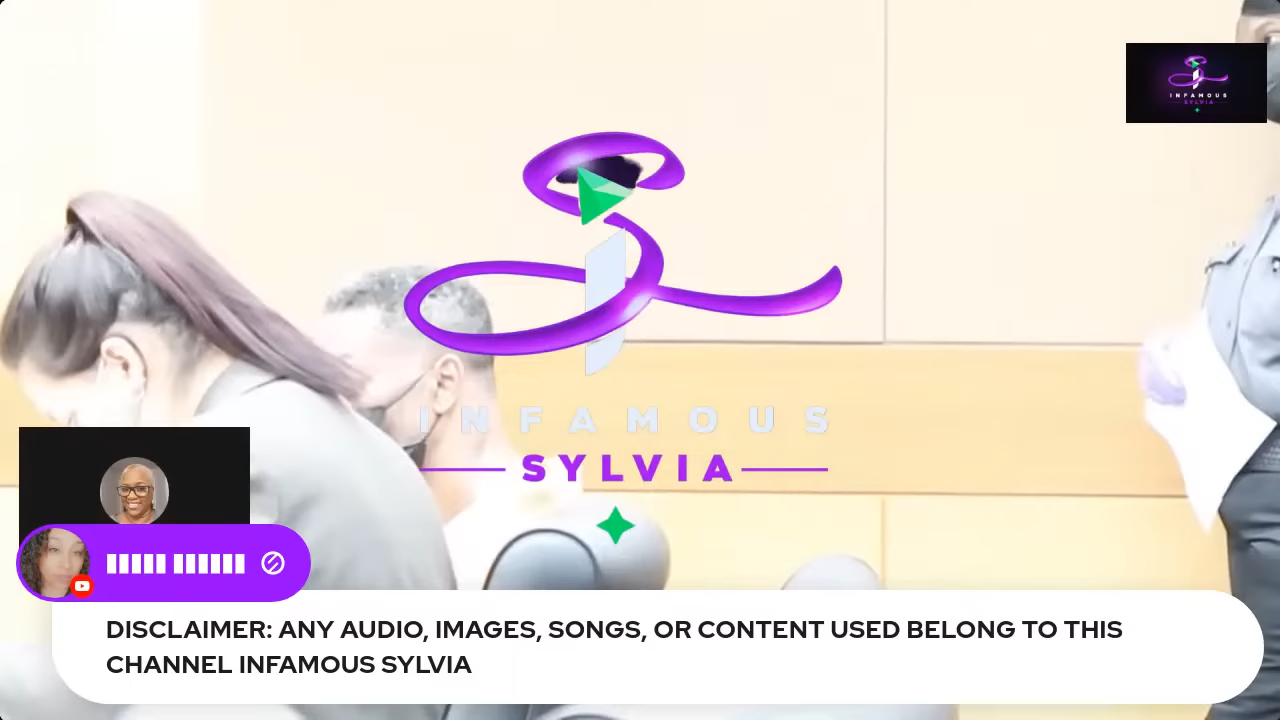 INFAMOUS
SYLVIA
INFAMOUS
SYLVIA
DISCLAIMER: ANY AUDIO, IMAGES, SONGS, OR CONTENT USED BELONG TO THIS
CHANNEL INFAMOUS SYLVIA